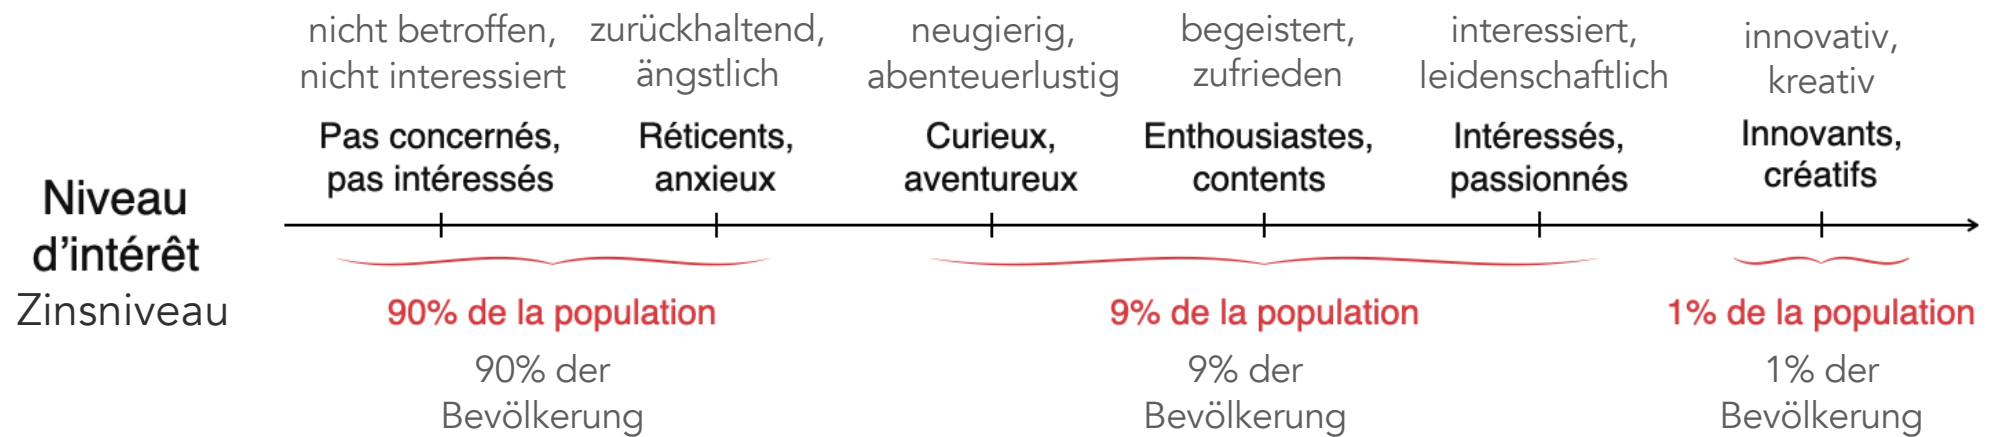 nicht betroffen,
nicht interessiert
zurückhaltend,
ängstlich
neugierig,
abenteuerlustig
begeistert,
zufrieden
interessiert,
leidenschaftlich
innovativ,
kreativ
Pas concernés,
pas intéressés
Réticents,
anxieux
Curieux,
aventureux
Enthousiastes,
contents
Intéressés,
passionnés
Innovants,
créatifs
Niveau
d’intérêt
Zinsniveau
90% de la population
9% de la population
1% de la population
90% der
Bevölkerung
9% der
Bevölkerung
1% der
Bevölkerung